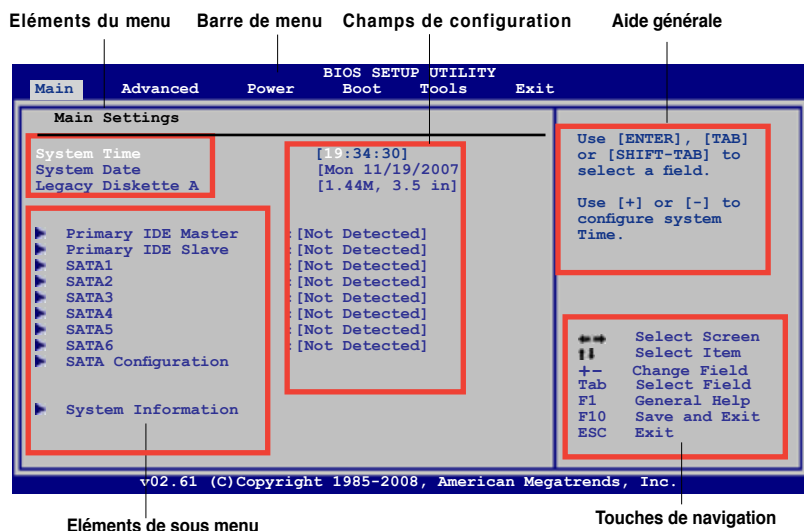 Eléments du menu Barre de menu Champs de configuration Aide générale
BIOS SETUP UTILITY
Main Advanced Power Boot Tools Exit
Main Settings
System Time [19:34:30]
System Date [Mon 11/19/2007
Legacy Diskette A [1.44M, 3.5 in]
Primary IDE Master :[Not Detected]
Primary IDE Slave :[Not Detected]
SATA1 :[Not Detected]
SATA2 :[Not Detected]
SATA3 :[Not Detected]
SATA4 :[Not Detected]
SATA5 :[Not Detected]
SATA6 :[Not Detected]
SATA Configuration
System Information
Use [ENTER], [TAB]
or [SHIFT-TAB] to
select a field.
Use [+] or [-] to
configure system
Time.
←→ Select Screen
↑↓ Select Item
+- Change Field
Tab Select Field
F1 General Help
F10 Save and Exit
ESC Exit
v02.61 (C)Copyright 1985-2008, American Megatrends, Inc.
Eléments de sous menu
Touches de navigation